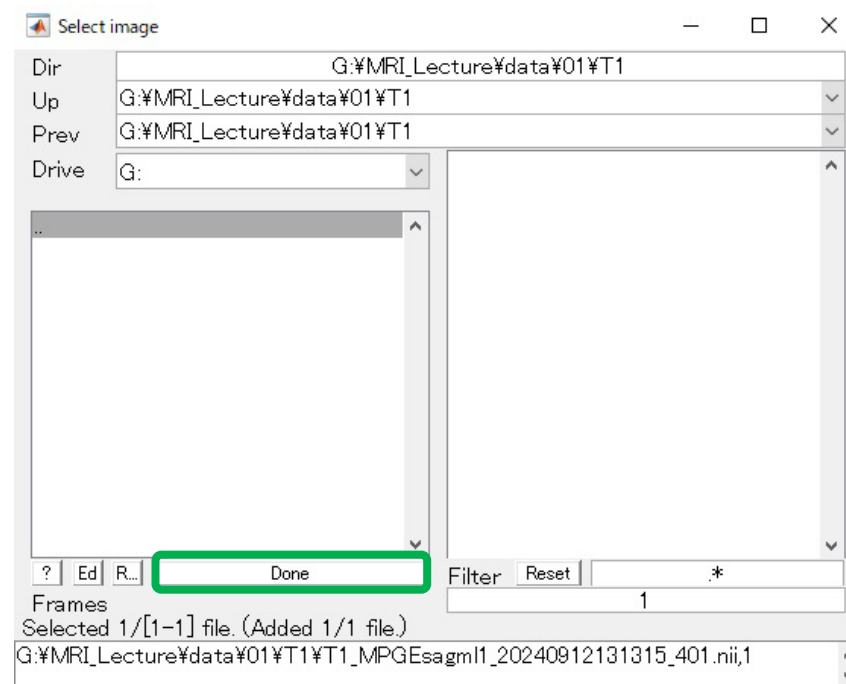 Select image
Dir G:¥MRI_Lecture¥data¥01¥T1
Up G:¥MRI_Lecture¥data¥01¥T1
Prev G:¥MRI_Lecture¥data¥01¥T1
Drive G:
..
? Ed R... Done Filter Reset .*
Frames 1
Selected 1/[1-1] file. (Added 1/1 file.)
G:¥MRI_Lecture¥data¥01¥T1¥T1_MPGEsagml1_20240912131315_401.nii,1